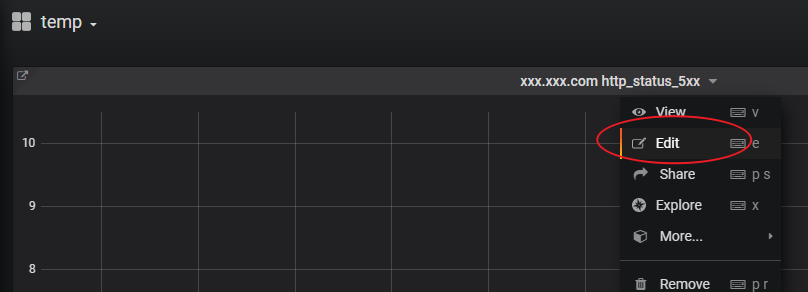 temp
xxx.xxx.com http_status_5xx
View v
10
Edit e
Share p s
9
Explore x
More...
8
Remove p r